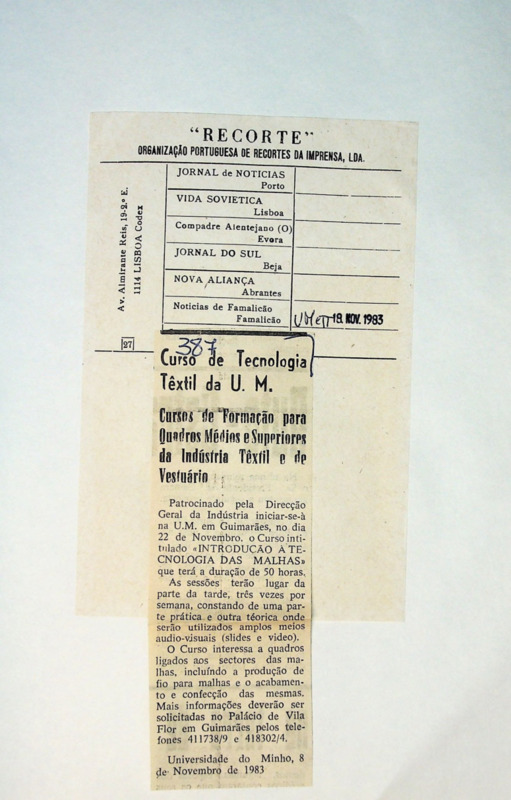 "RECORTE"
ORGANIZAÇÃO PORTUGUESA DE RECORTES DA IMPRENSA, LDA.
Av. Almirante Reis, 19-2.º E.
1114 LISBOA Codex
JORNAL de NOTICIAS
Porto
VIDA SOVIETICA
Lisboa
Compadre Alentejano (O)
Evora
JORNAL DO SUL
Beja
NOVA ALIANÇA
Abrantes
Noticias de Famalicão
Famalicão
18. NOV. 1983
27
387
Curso de Tecnologia
Têxtil da U. M.
Cursos de Formação para
Quadros Médios e Superiores
da Indústria Têxtil e de
Vestuário
Patrocinado pela Direcção
Geral da Indústria iniciar-se-à
na U.M. em Guimarães, no dia
22 de Novembro. o Curso inti-
tulado «INTRODUÇÃO À TE-
CNOLOGIA DAS MALHAS»
que terá a duração de 50 horas.
As sessões terão lugar da
parte da tarde, três vezes por
semana, constando de uma par-
te prática e outra téorica onde
serão utilizados amplos meios
audio-visuais (slides e video).
O Curso interessa a quadros
ligados aos sectores das ma-
lhas, incluíndo a produção de
fio para malhas e o acabamen-
to e confecção das mesmas.
Mais informações deverão ser
solicitadas no Palácio de Vila
Flor em Guimarães pelos tele-
fones 411738/9 e 418302/4.
Universidade do Minho, 8
de Novembro de 1983